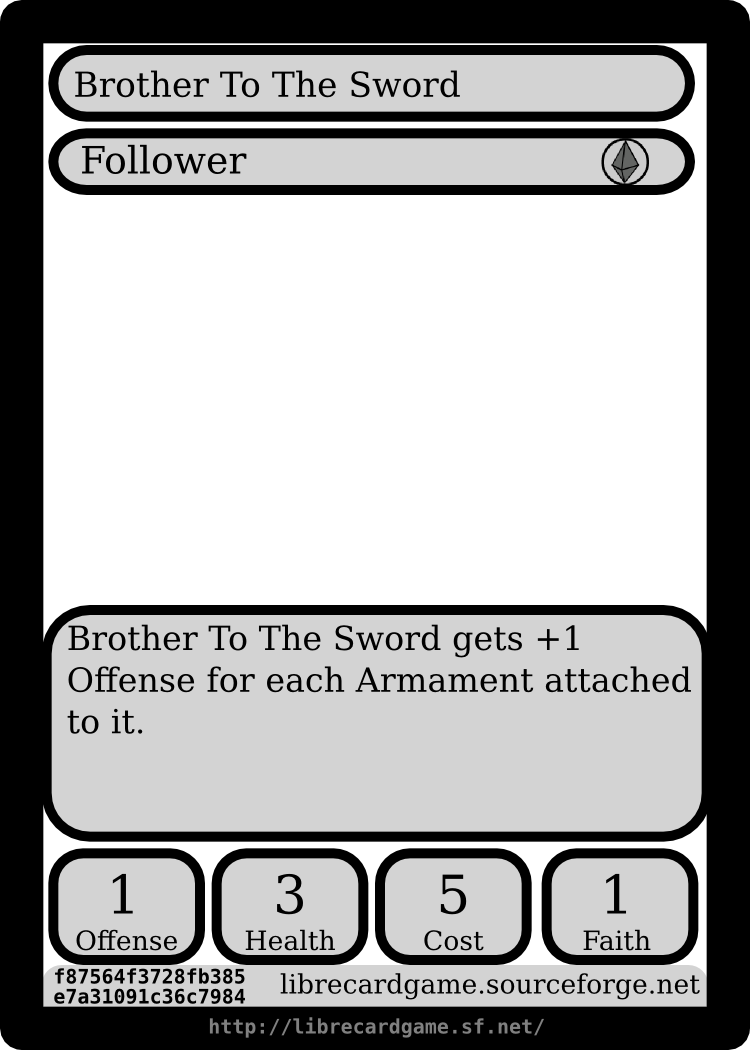 Brother To The Sword
Follower
Brother To The Sword gets +1
Offense for each Armament attached
to it.
1
Offense
3
Health
5
Cost
1
Faith
f87564f3728fb385
e7a31091c36c7984
librecardgame.sourceforge.net
http://librecardgame.sf.net/